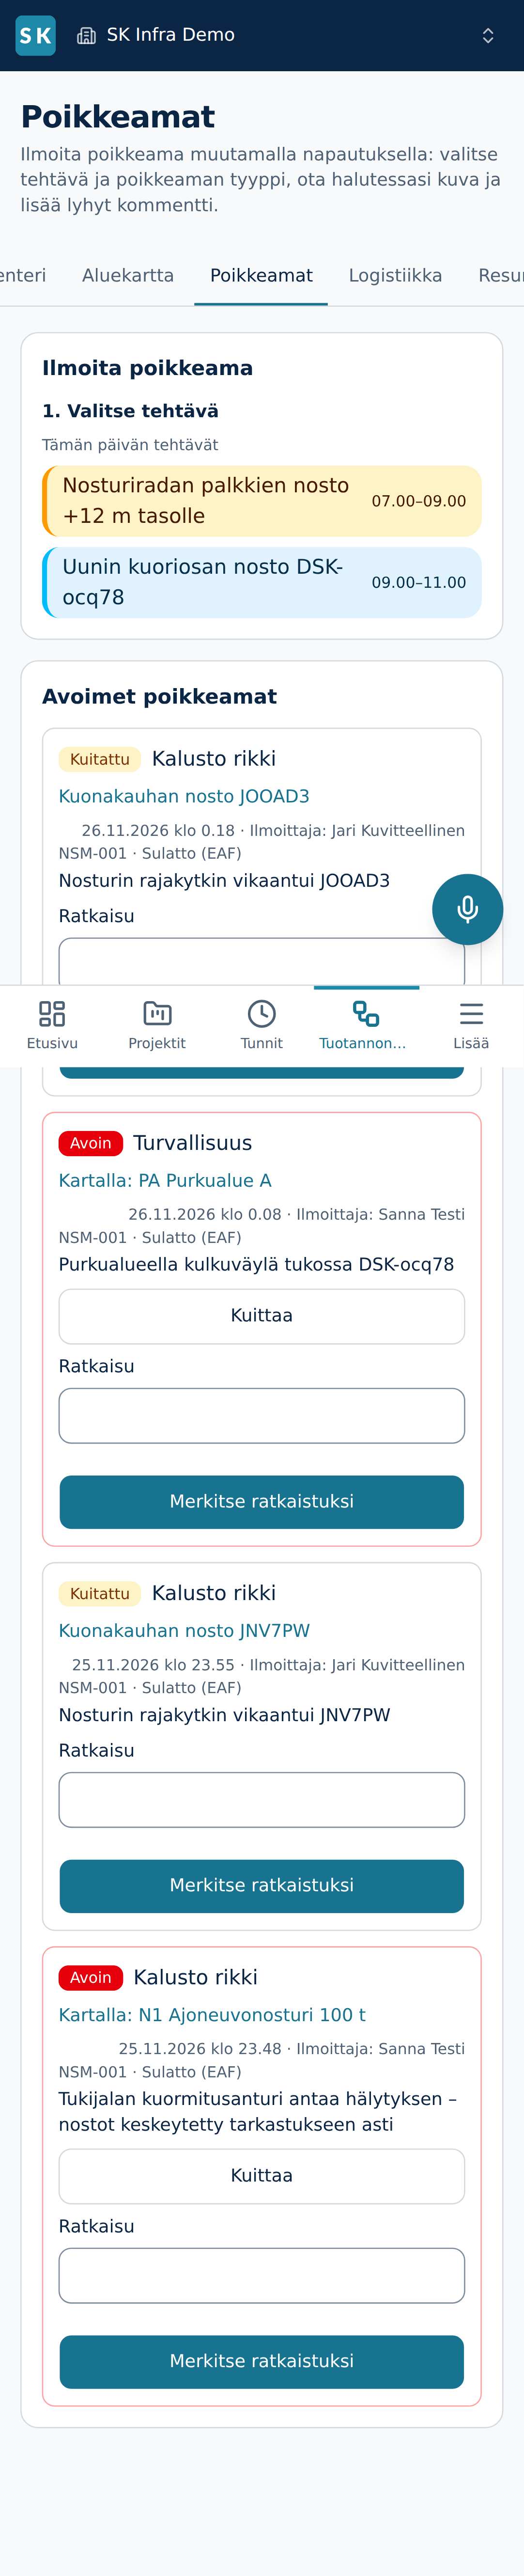 SK SK Infra Demo
Poikkeamat
Ilmoita poikkeama muutamalla napautuksella: valitse
tehtävä ja poikkeaman tyyppi, ota halutessasi kuva ja
lisää lyhyt kommentti.
enteri Aluekartta Poikkeamat Logistiikka Resur
Ilmoita poikkeama
1. Valitse tehtävä
Tämän päivän tehtävät
Nosturiradan palkkien nosto
+12 m tasolle
07.00–09.00
Uunin kuoriosan nosto DSK-
ocq78
09.00–11.00
Avoimet poikkeamat
Kuitattu Kalusto rikki
Kuonakauhan nosto JOOAD3
26.11.2026 klo 0.18 · Ilmoittaja: Jari Kuvitteellinen
NSM-001 · Sulatto (EAF)
Nosturin rajakytkin vikaantui JOOAD3
Ratkaisu
Etusivu Projektit Tunnit Tuotannon... Lisää
Avoin Turvallisuus
Kartalla: PA Purkualue A
26.11.2026 klo 0.08 · Ilmoittaja: Sanna Testi
NSM-001 · Sulatto (EAF)
Purkualueella kulkuväylä tukossa DSK-ocq78
Kuittaa
Ratkaisu
Merkitse ratkaistuksi
Kuitattu Kalusto rikki
Kuonakauhan nosto JNV7PW
25.11.2026 klo 23.55 · Ilmoittaja: Jari Kuvitteellinen
NSM-001 · Sulatto (EAF)
Nosturin rajakytkin vikaantui JNV7PW
Ratkaisu
Merkitse ratkaistuksi
Avoin Kalusto rikki
Kartalla: N1 Ajoneuvonosturi 100 t
25.11.2026 klo 23.48 · Ilmoittaja: Sanna Testi
NSM-001 · Sulatto (EAF)
Tukijalan kuormitusanturi antaa hälytyksen –
nostot keskeytetty tarkastukseen asti
Kuittaa
Ratkaisu
Merkitse ratkaistuksi